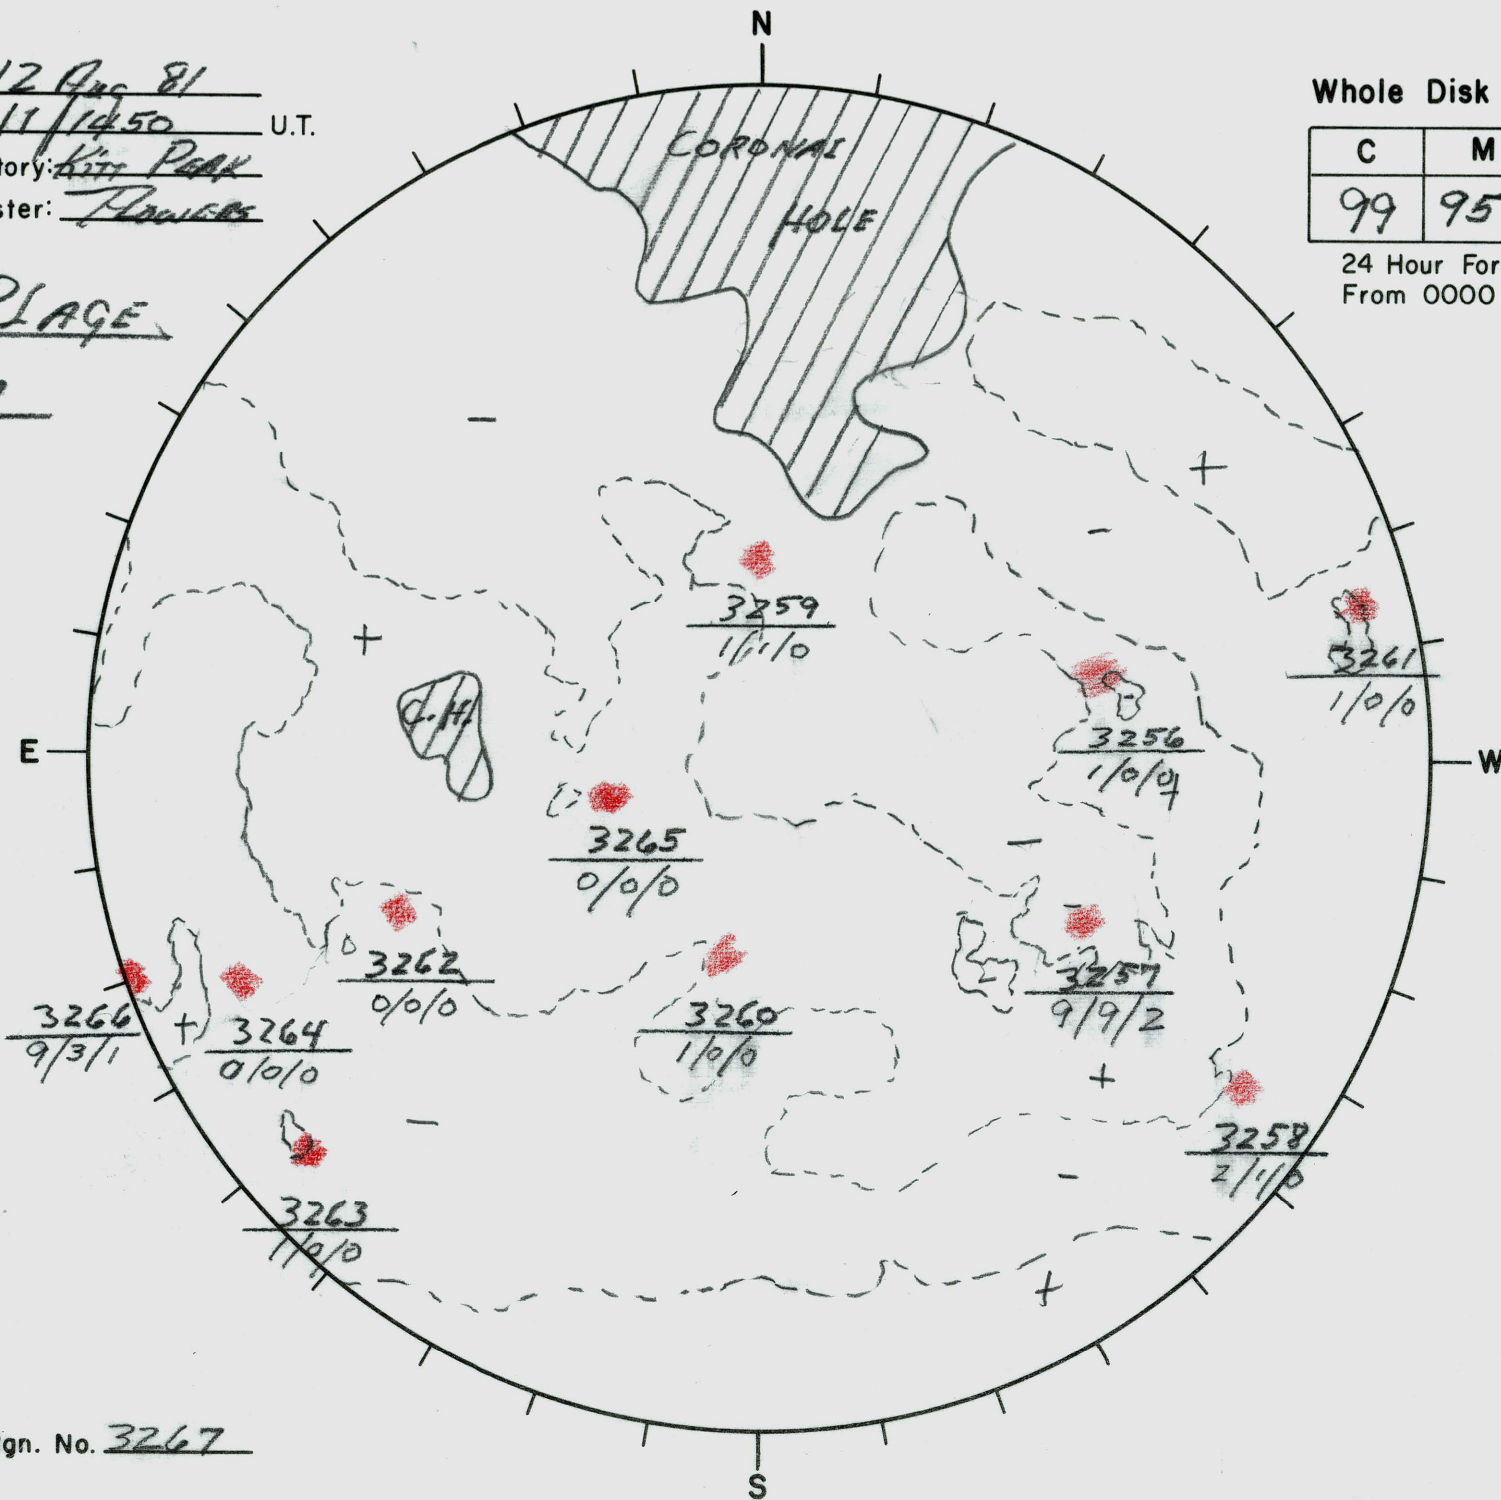 N
12 Aug 81
/1450 U.T.
tory: Kitt Peak
ster: Flowers
Whole Disk
C M
99 95
24 Hour For
From 0000
PLAGE
CORONAL
HOLE
−
+
−
3259
1/1/0
+
3261
1/0/0
C.H.
3256
1/0/0
E
W
3265
0/0/0
−
3262
0/0/0
3257
9/9/2
3266
9/3/1
+
3264
0/0/0
3260
1/0/0
+
−
3258
2/1/0
−
3263
1/0/0
+
gn. No. 3267
S